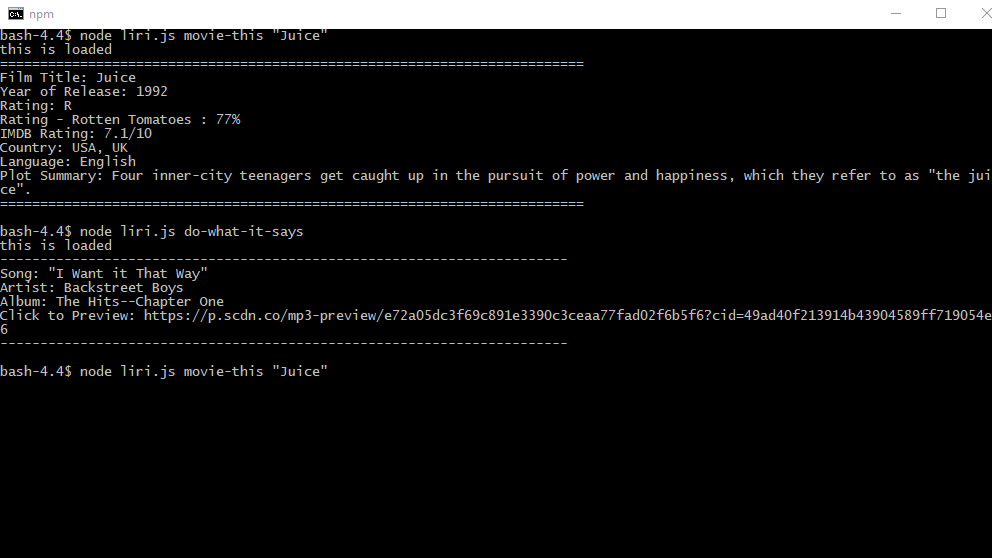 npm
bash-4.4$ node liri.js movie-this "Juice"
this is loaded
=========================================================================
Film Title: Juice
Year of Release: 1992
Rating: R
Rating - Rotten Tomatoes : 77%
IMDB Rating: 7.1/10
Country: USA, UK
Language: English
Plot Summary: Four inner-city teenagers get caught up in the pursuit of power and happiness, which they refer to as "the jui
ce".
=========================================================================
bash-4.4$ node liri.js do-what-it-says
this is loaded
-----------------------------------------------------------------------
Song: "I Want it That Way"
Artist: Backstreet Boys
Album: The Hits--Chapter One
Click to Preview: https://p.scdn.co/mp3-preview/e72a05dc3f69c891e3390c3ceaa77fad02f6b5f6?cid=49ad40f213914b43904589ff719054e
6
-----------------------------------------------------------------------
bash-4.4$ node liri.js movie-this "Juice"